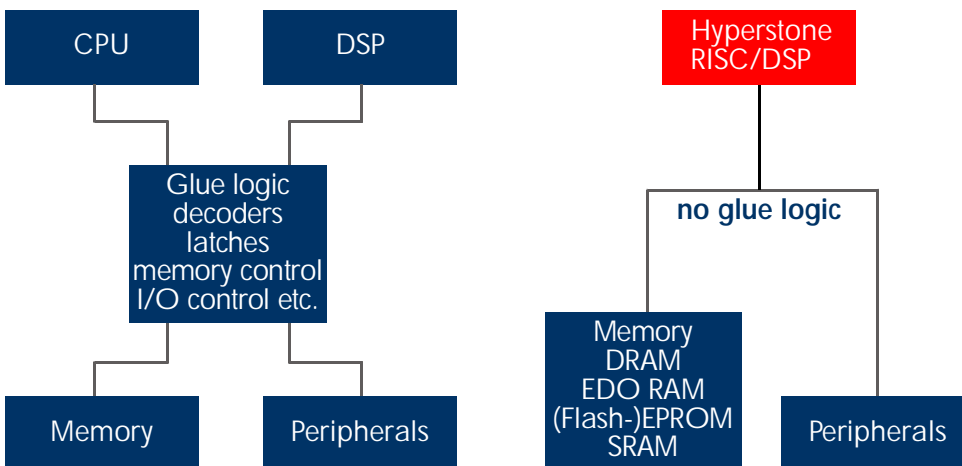 CPU
DSP
Glue logic
decoders
latches
memory control
I/O control etc.
Memory
Peripherals
Hyperstone
RISC/DSP
no glue logic
Memory
DRAM
EDO RAM
(Flash-)EPROM
SRAM
Peripherals